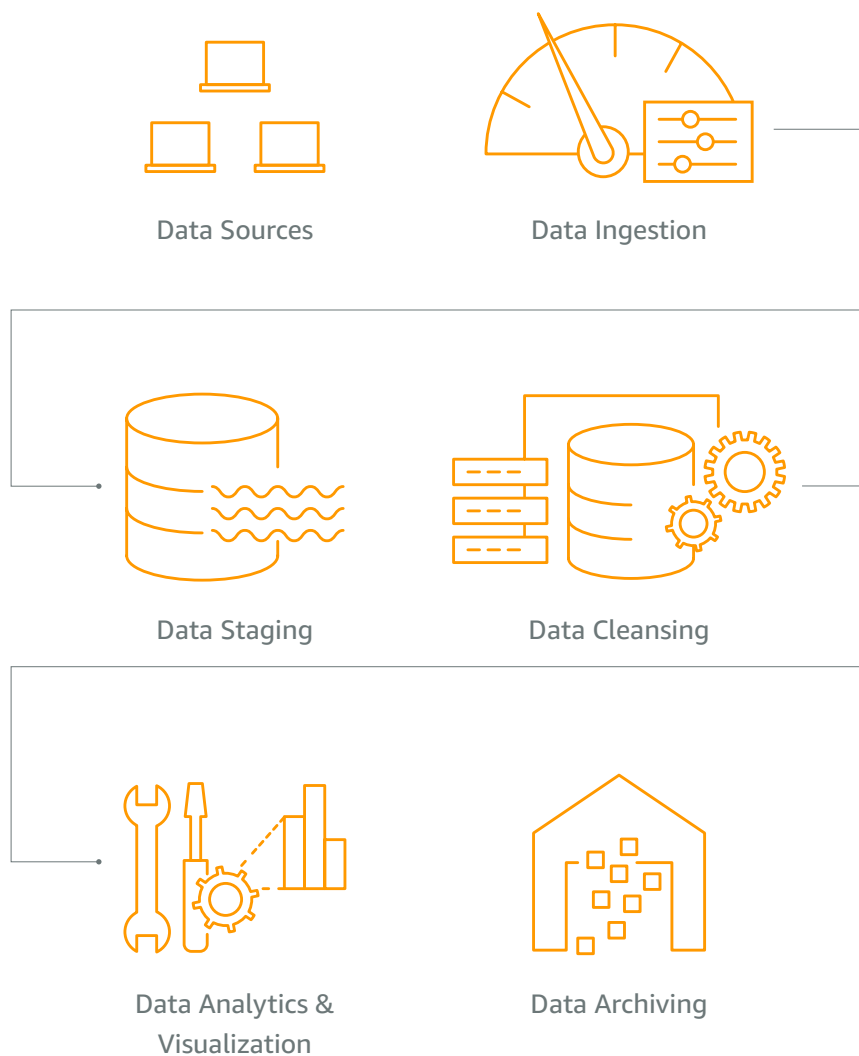 Data Sources
Data Ingestion
Data Staging
Data Cleansing
Data Analytics &
Visualization
Data Archiving